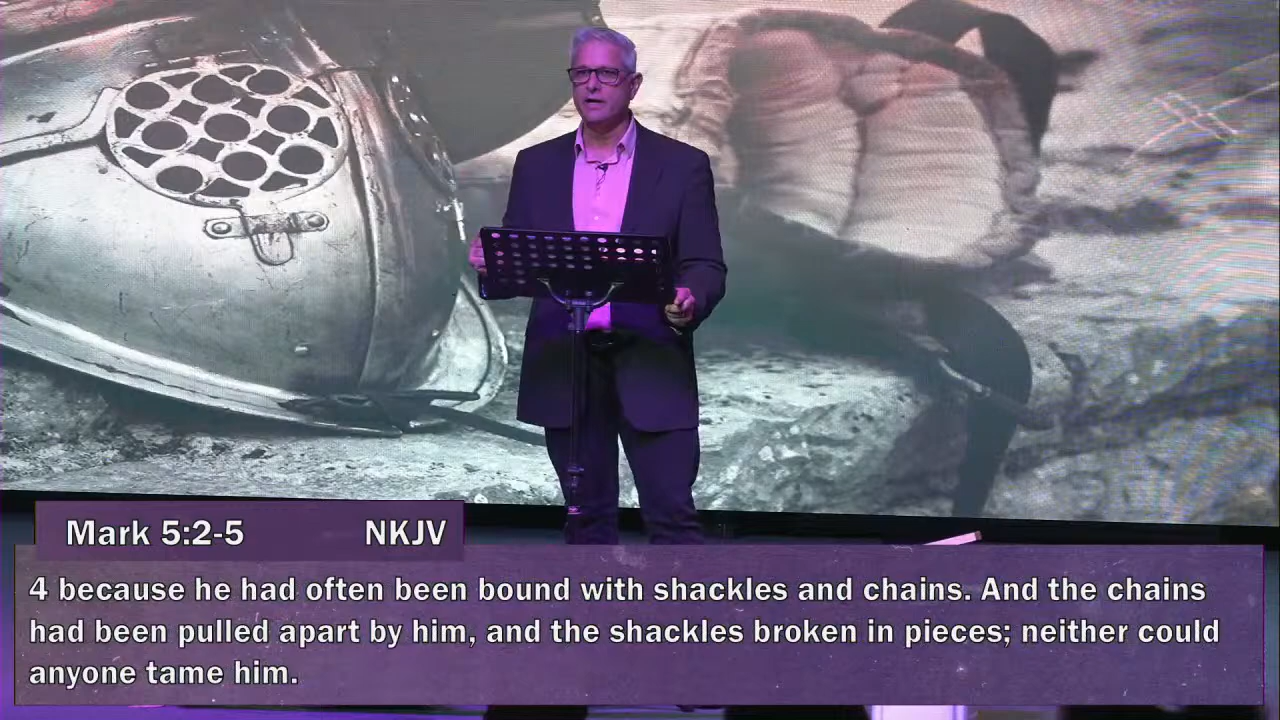 Mark 5:2-5 NKJV
4 because he had often been bound with shackles and chains. And the chains
had been pulled apart by him, and the shackles broken in pieces; neither could
anyone tame him.